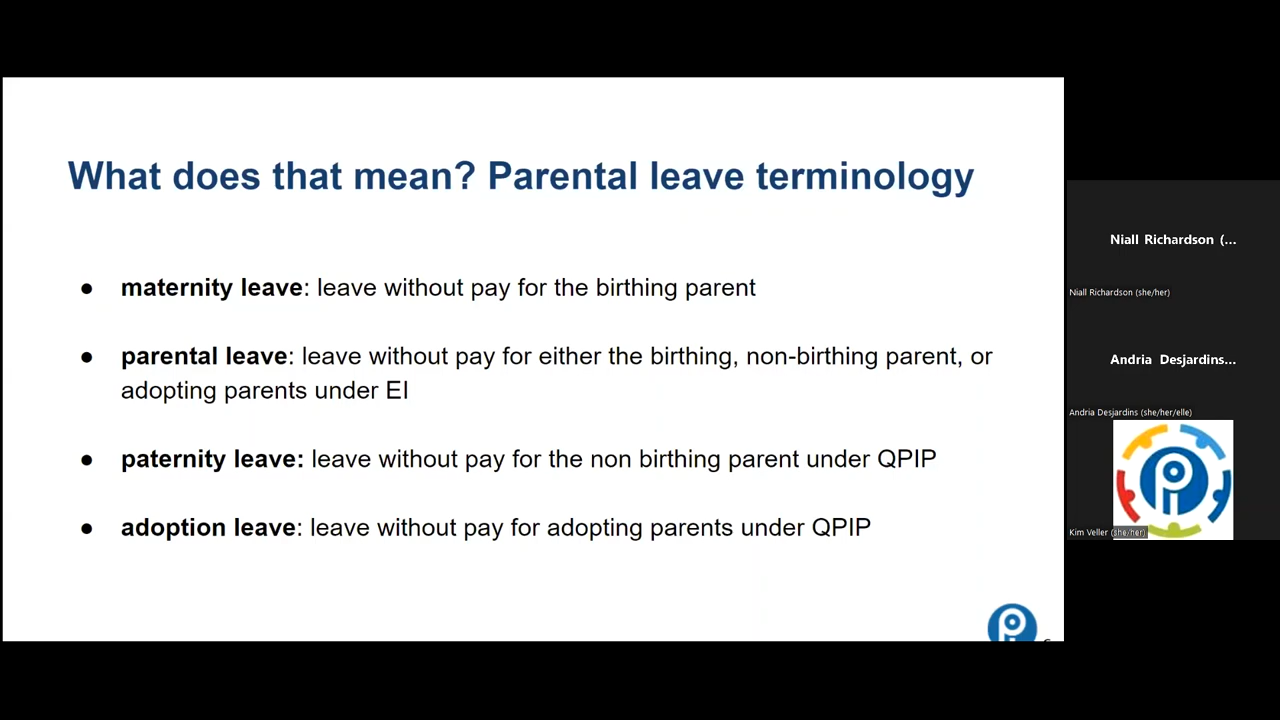 What does that mean? Parental leave terminology
● maternity leave: leave without pay for the birthing parent
● parental leave: leave without pay for either the birthing, non-birthing parent, or
adopting parents under EI
● paternity leave: leave without pay for the non birthing parent under QPIP
● adoption leave: leave without pay for adopting parents under QPIP
Niall Richardson (...
Niall Richardson (she/her)
Andria Desjardins...
Andria Desjardins (she/her/elle)
Kim Veller (she/her)